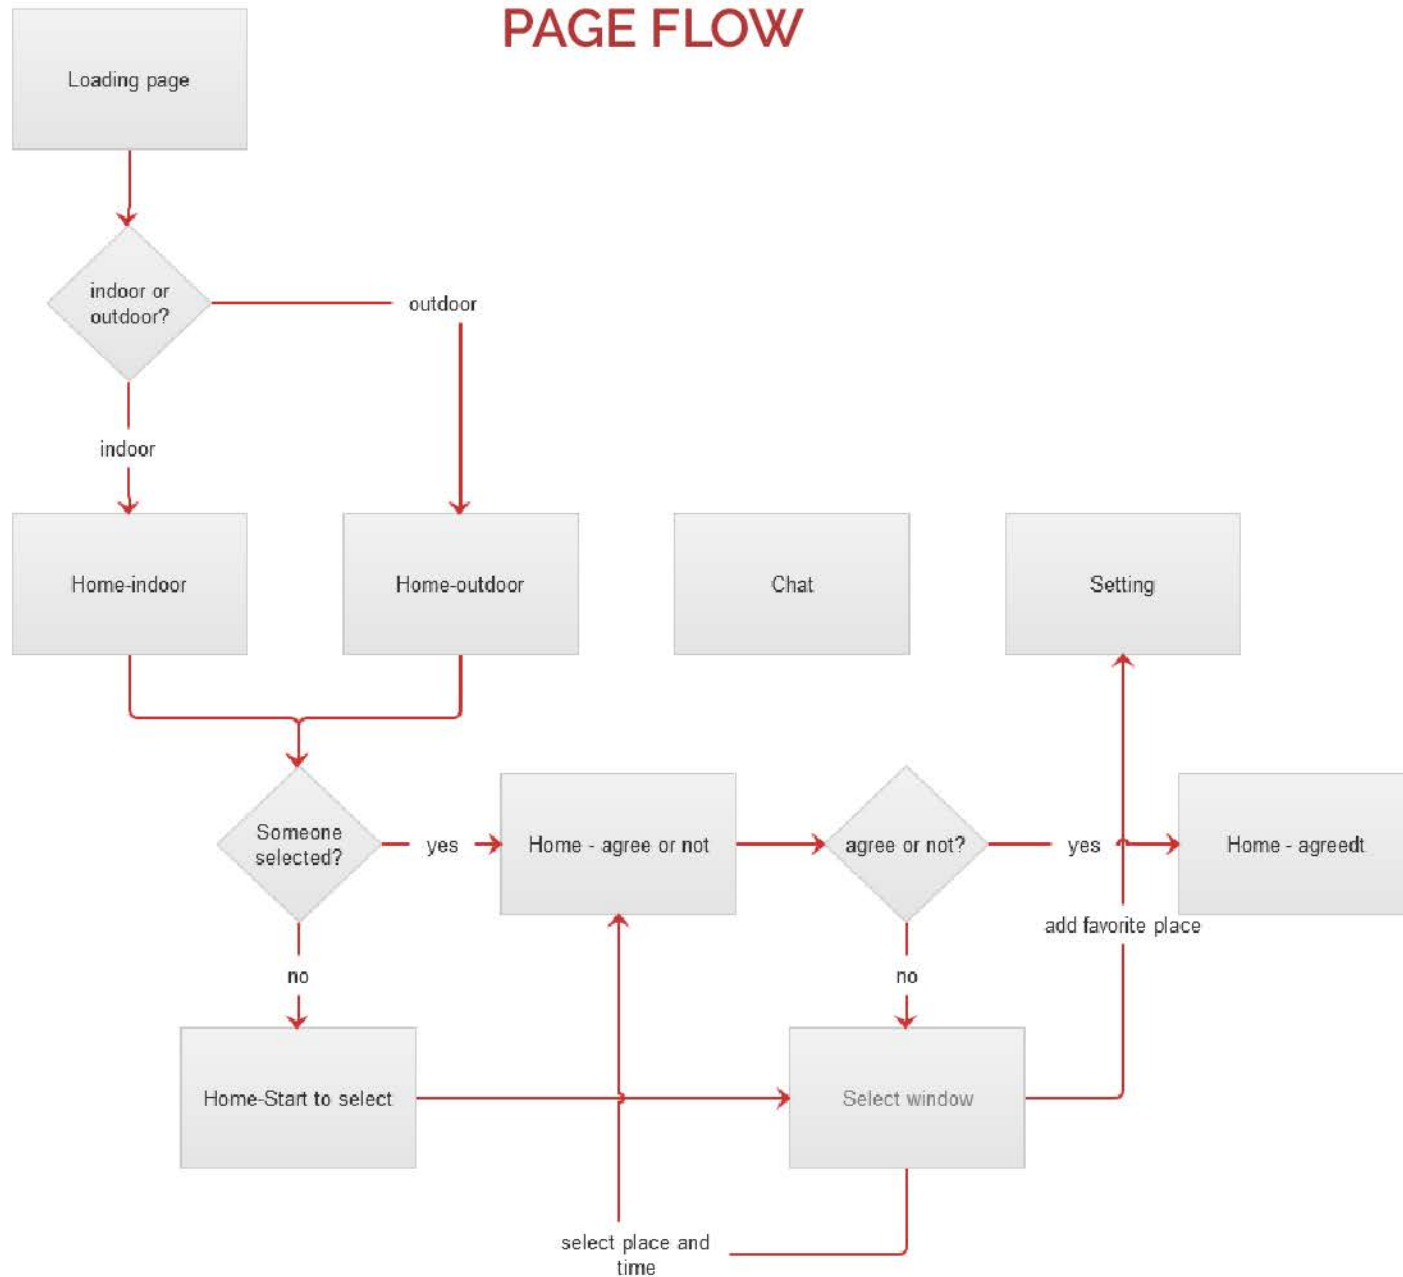 PAGE FLOW
Loading page
indoor or
outdoor?
outdoor
indoor
Home-indoor
Home-outdoor
Chat
Setting
Someone
selected?
yes
Home - agree or not
agree or not?
yes
Home - agreedt
add favorite place
no
no
Home-Start to select
Select window
select place and
time